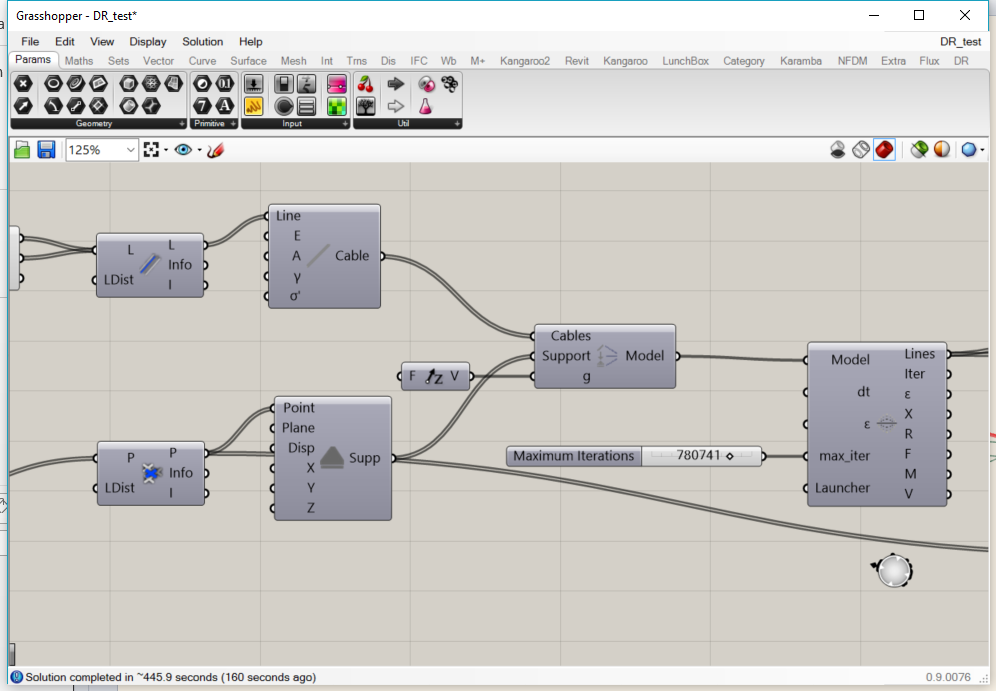 Grasshopper - DR_test*
File Edit View Display Solution Help DR_test
Params Maths Sets Vector Curve Surface Mesh Int Trns Dis IFC Wb M+ Kangaroo2 Revit Kangaroo LunchBox Category Karamba NFDM Extra Flux DR
Geometry Primitive Input Util
125%
L L
Info
LDist I
Line
E
A Cable
γ
σ'
Cables
Support Model
g
F V
Point
Plane
Disp
X Supp
Y
Z
P P
Info
LDist I
Maximum Iterations 780741
Model Lines
Iter
dt ε
X
ε R
max_iter F
M
Launcher V
Solution completed in ~445.9 seconds (160 seconds ago) 0.9.0076